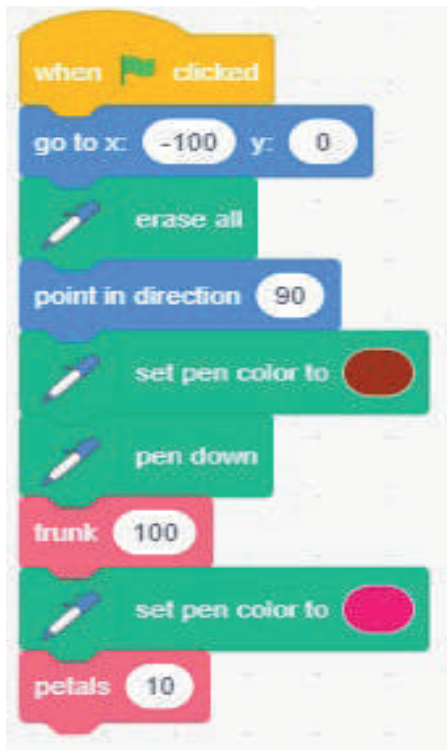 when clicked
go to x: -100 y: 0
erase all
point in direction 90
set pen color to
pen down
trunk 100
set pen color to
petals 10